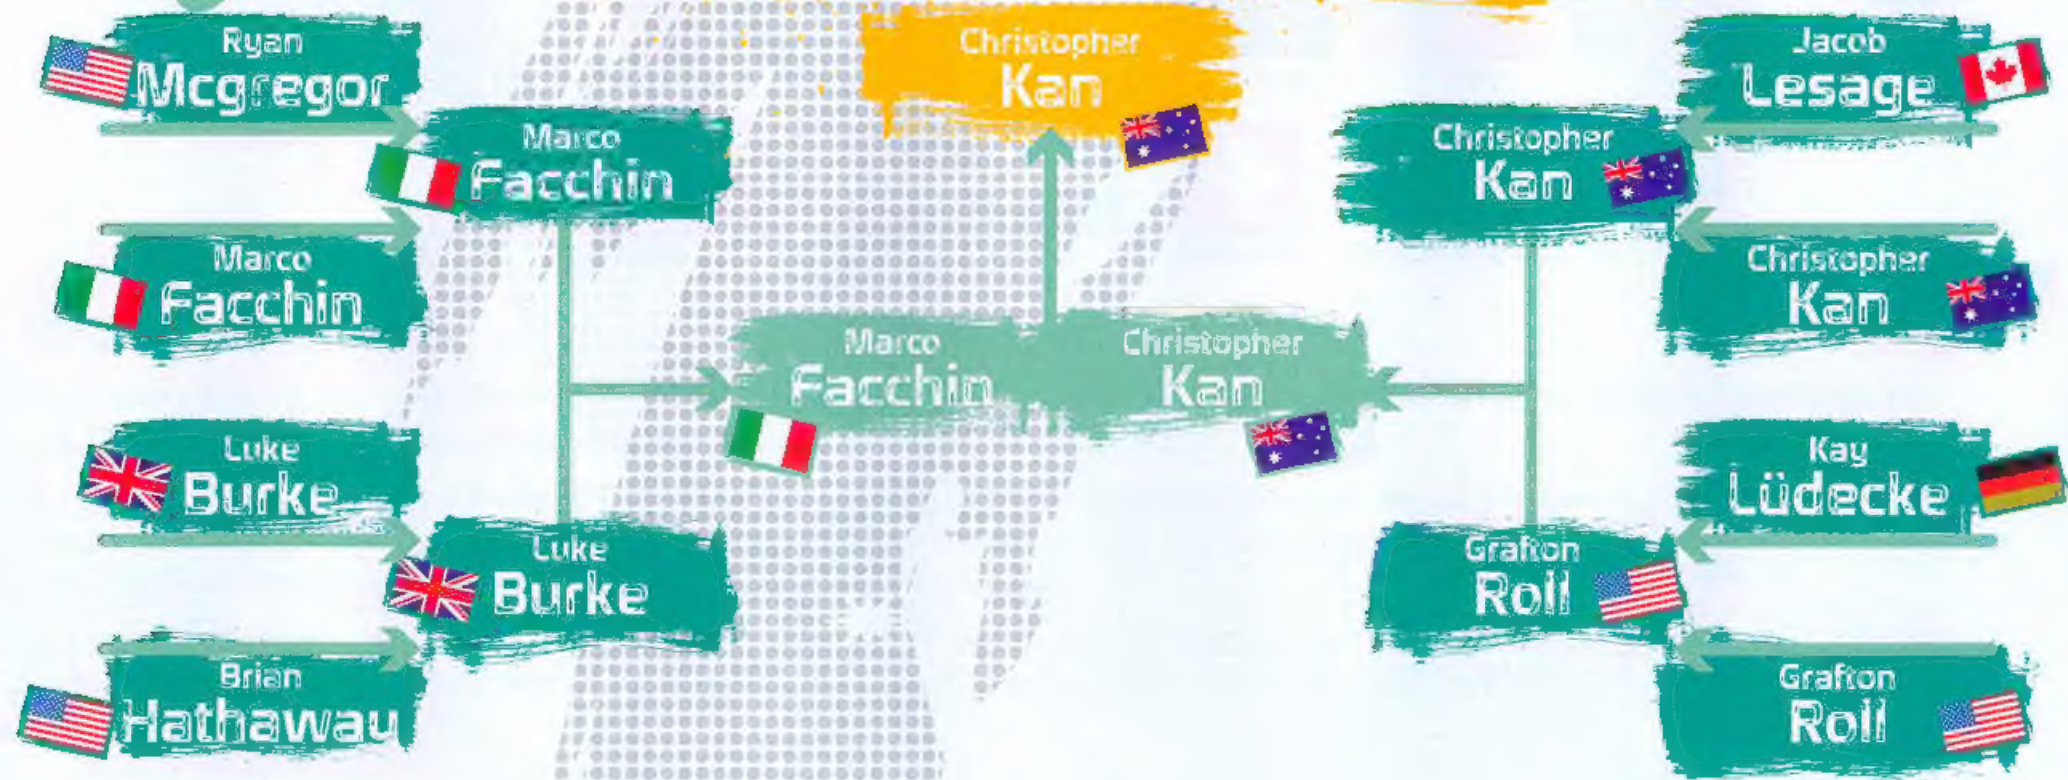 Ryan
Mcgregor
Marco
Facchin
Marco
Facchin
Luke
Burke
Luke
Burke
Brian
Hathaway
Christopher
Kan
Marco
Facchin
Christopher
Kan
Christopher
Kan
Jacob
Lesage
Christopher
Kan
Kay
Lüdecke
Grafton
Roll
Grafton
Roll